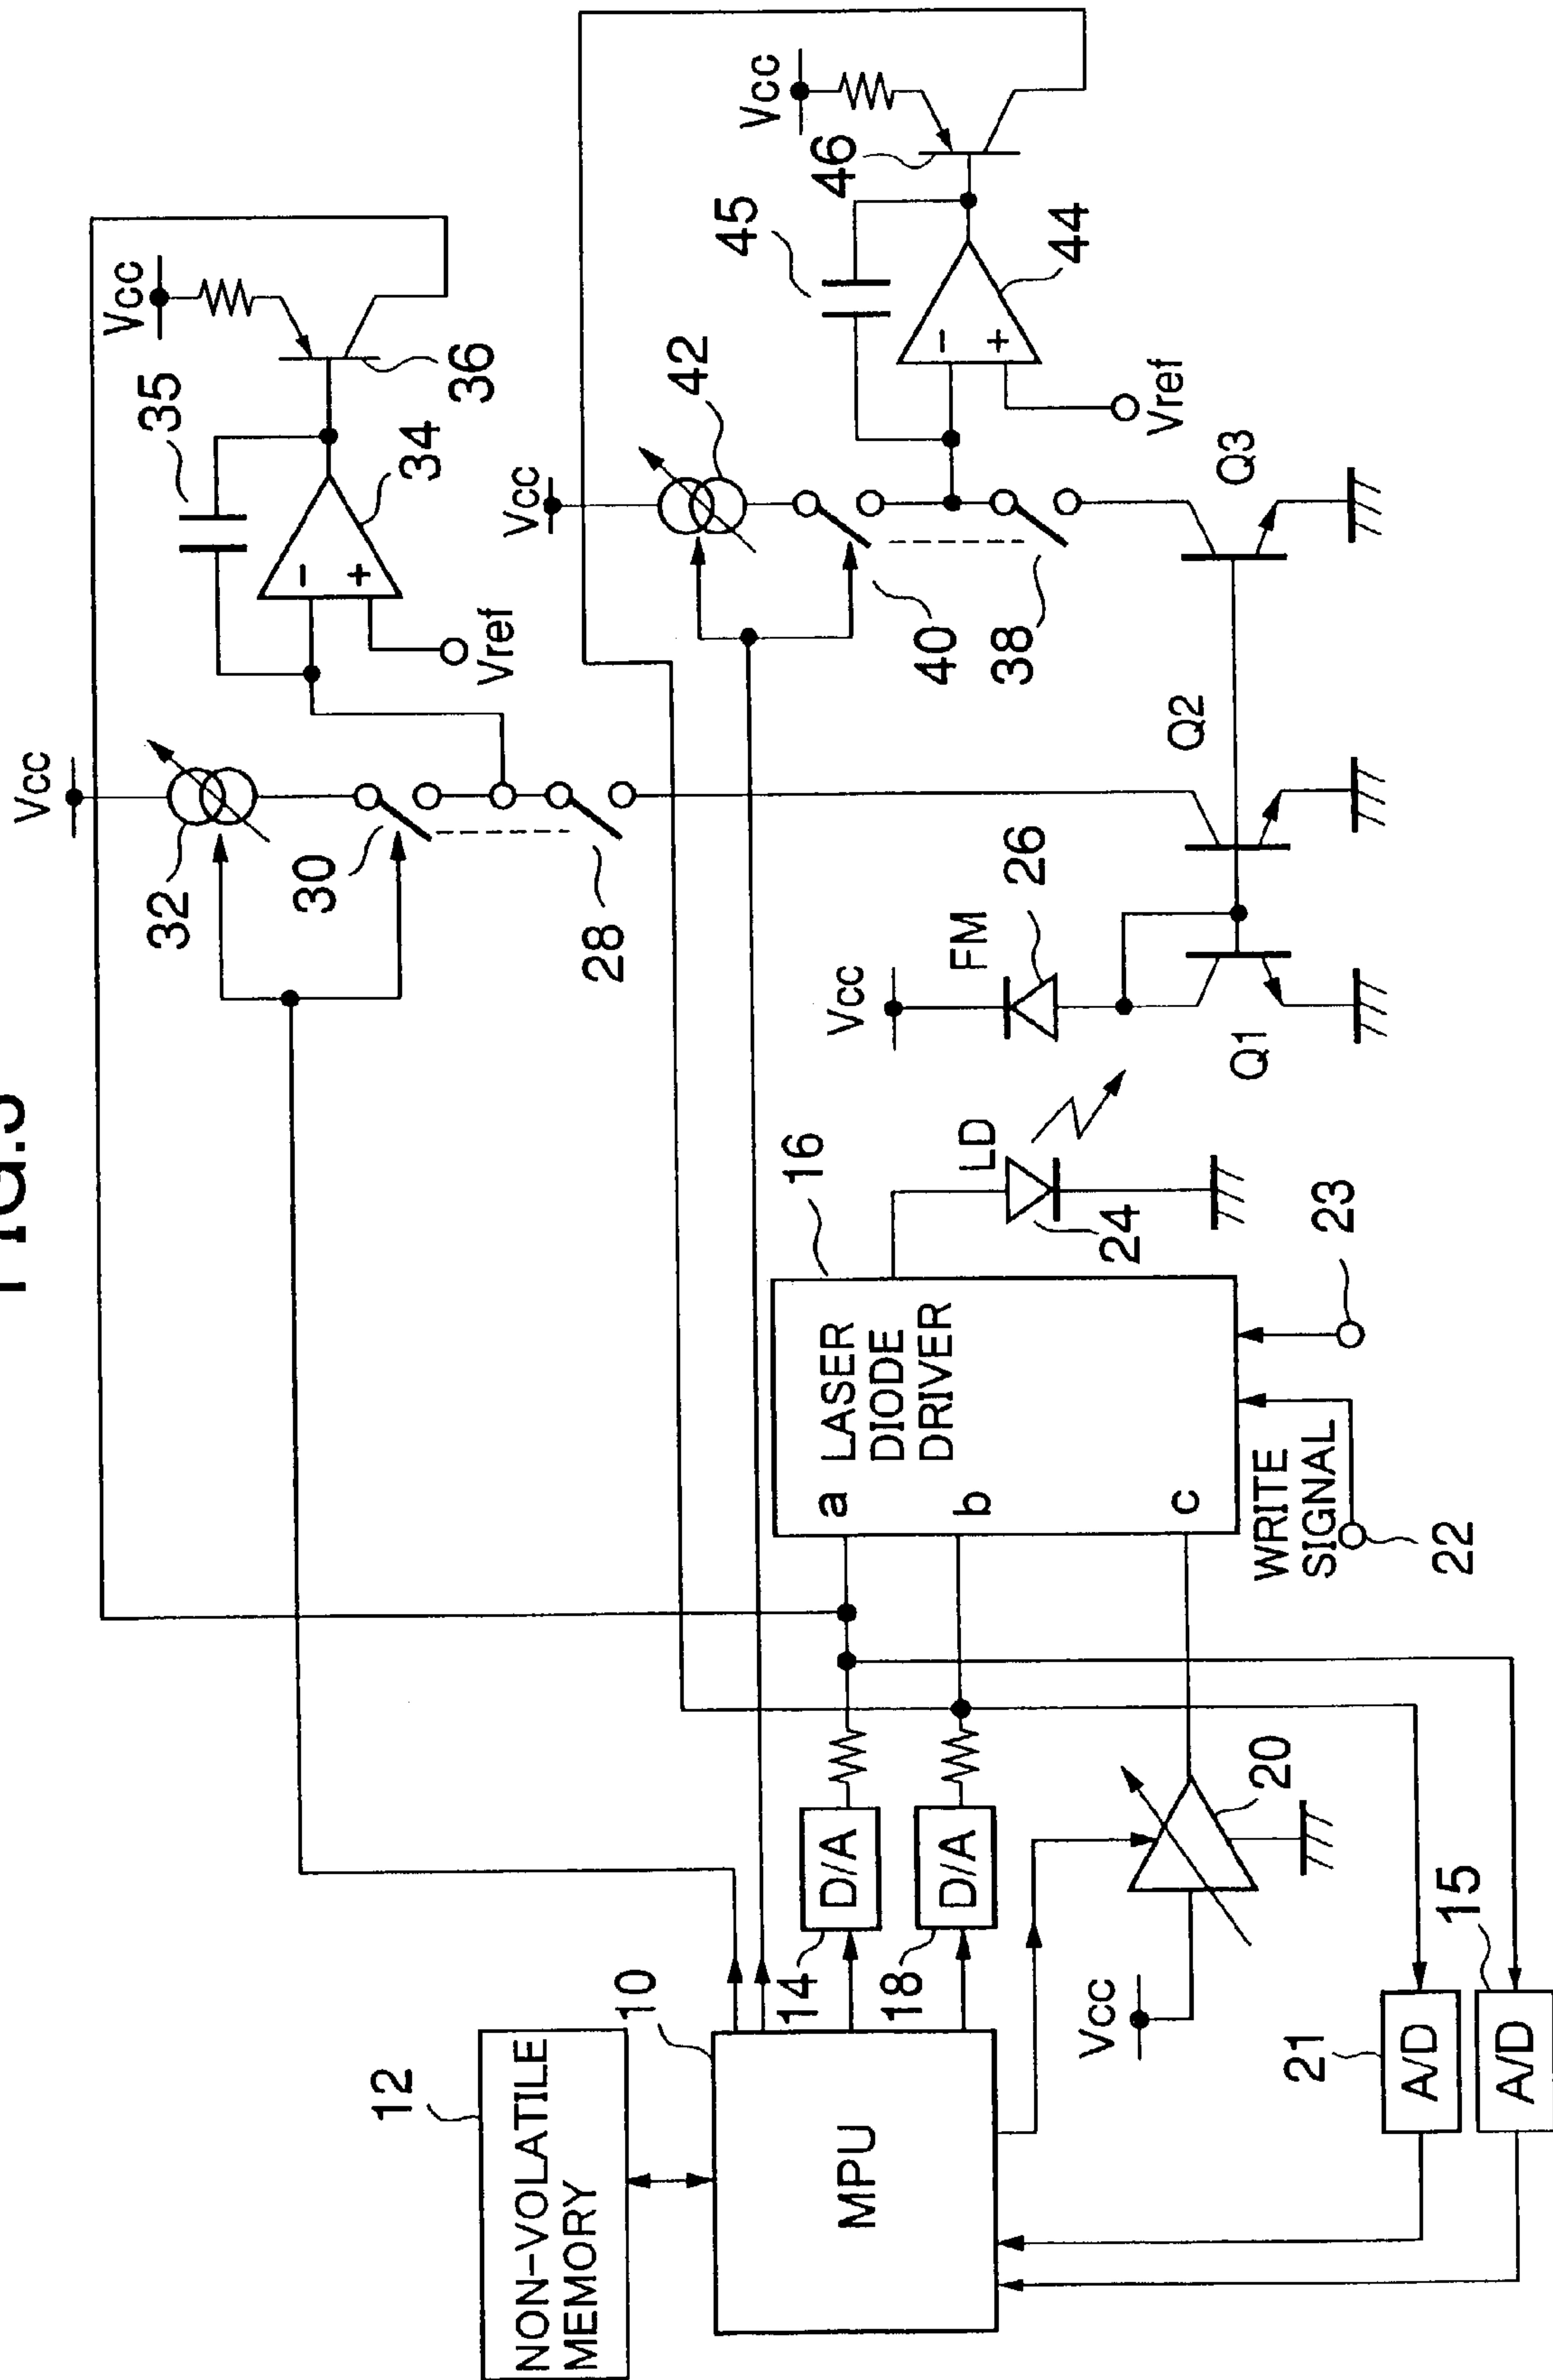 Vcc
35
Vcc
32
30
34
36
Vref
28
Vcc
42
45
Vcc
46
40
38
44
Vref
Vcc
FM
26
Q1
Q2
Q3
16
LASER
DIODE
DRIVER
a
b
c
LD
24
WRITE
SIGNAL
22
23
12
NON-VOLATILE
MEMORY
10
MPU
14
D/A
18
D/A
Vcc
20
21
A/D
15
A/D